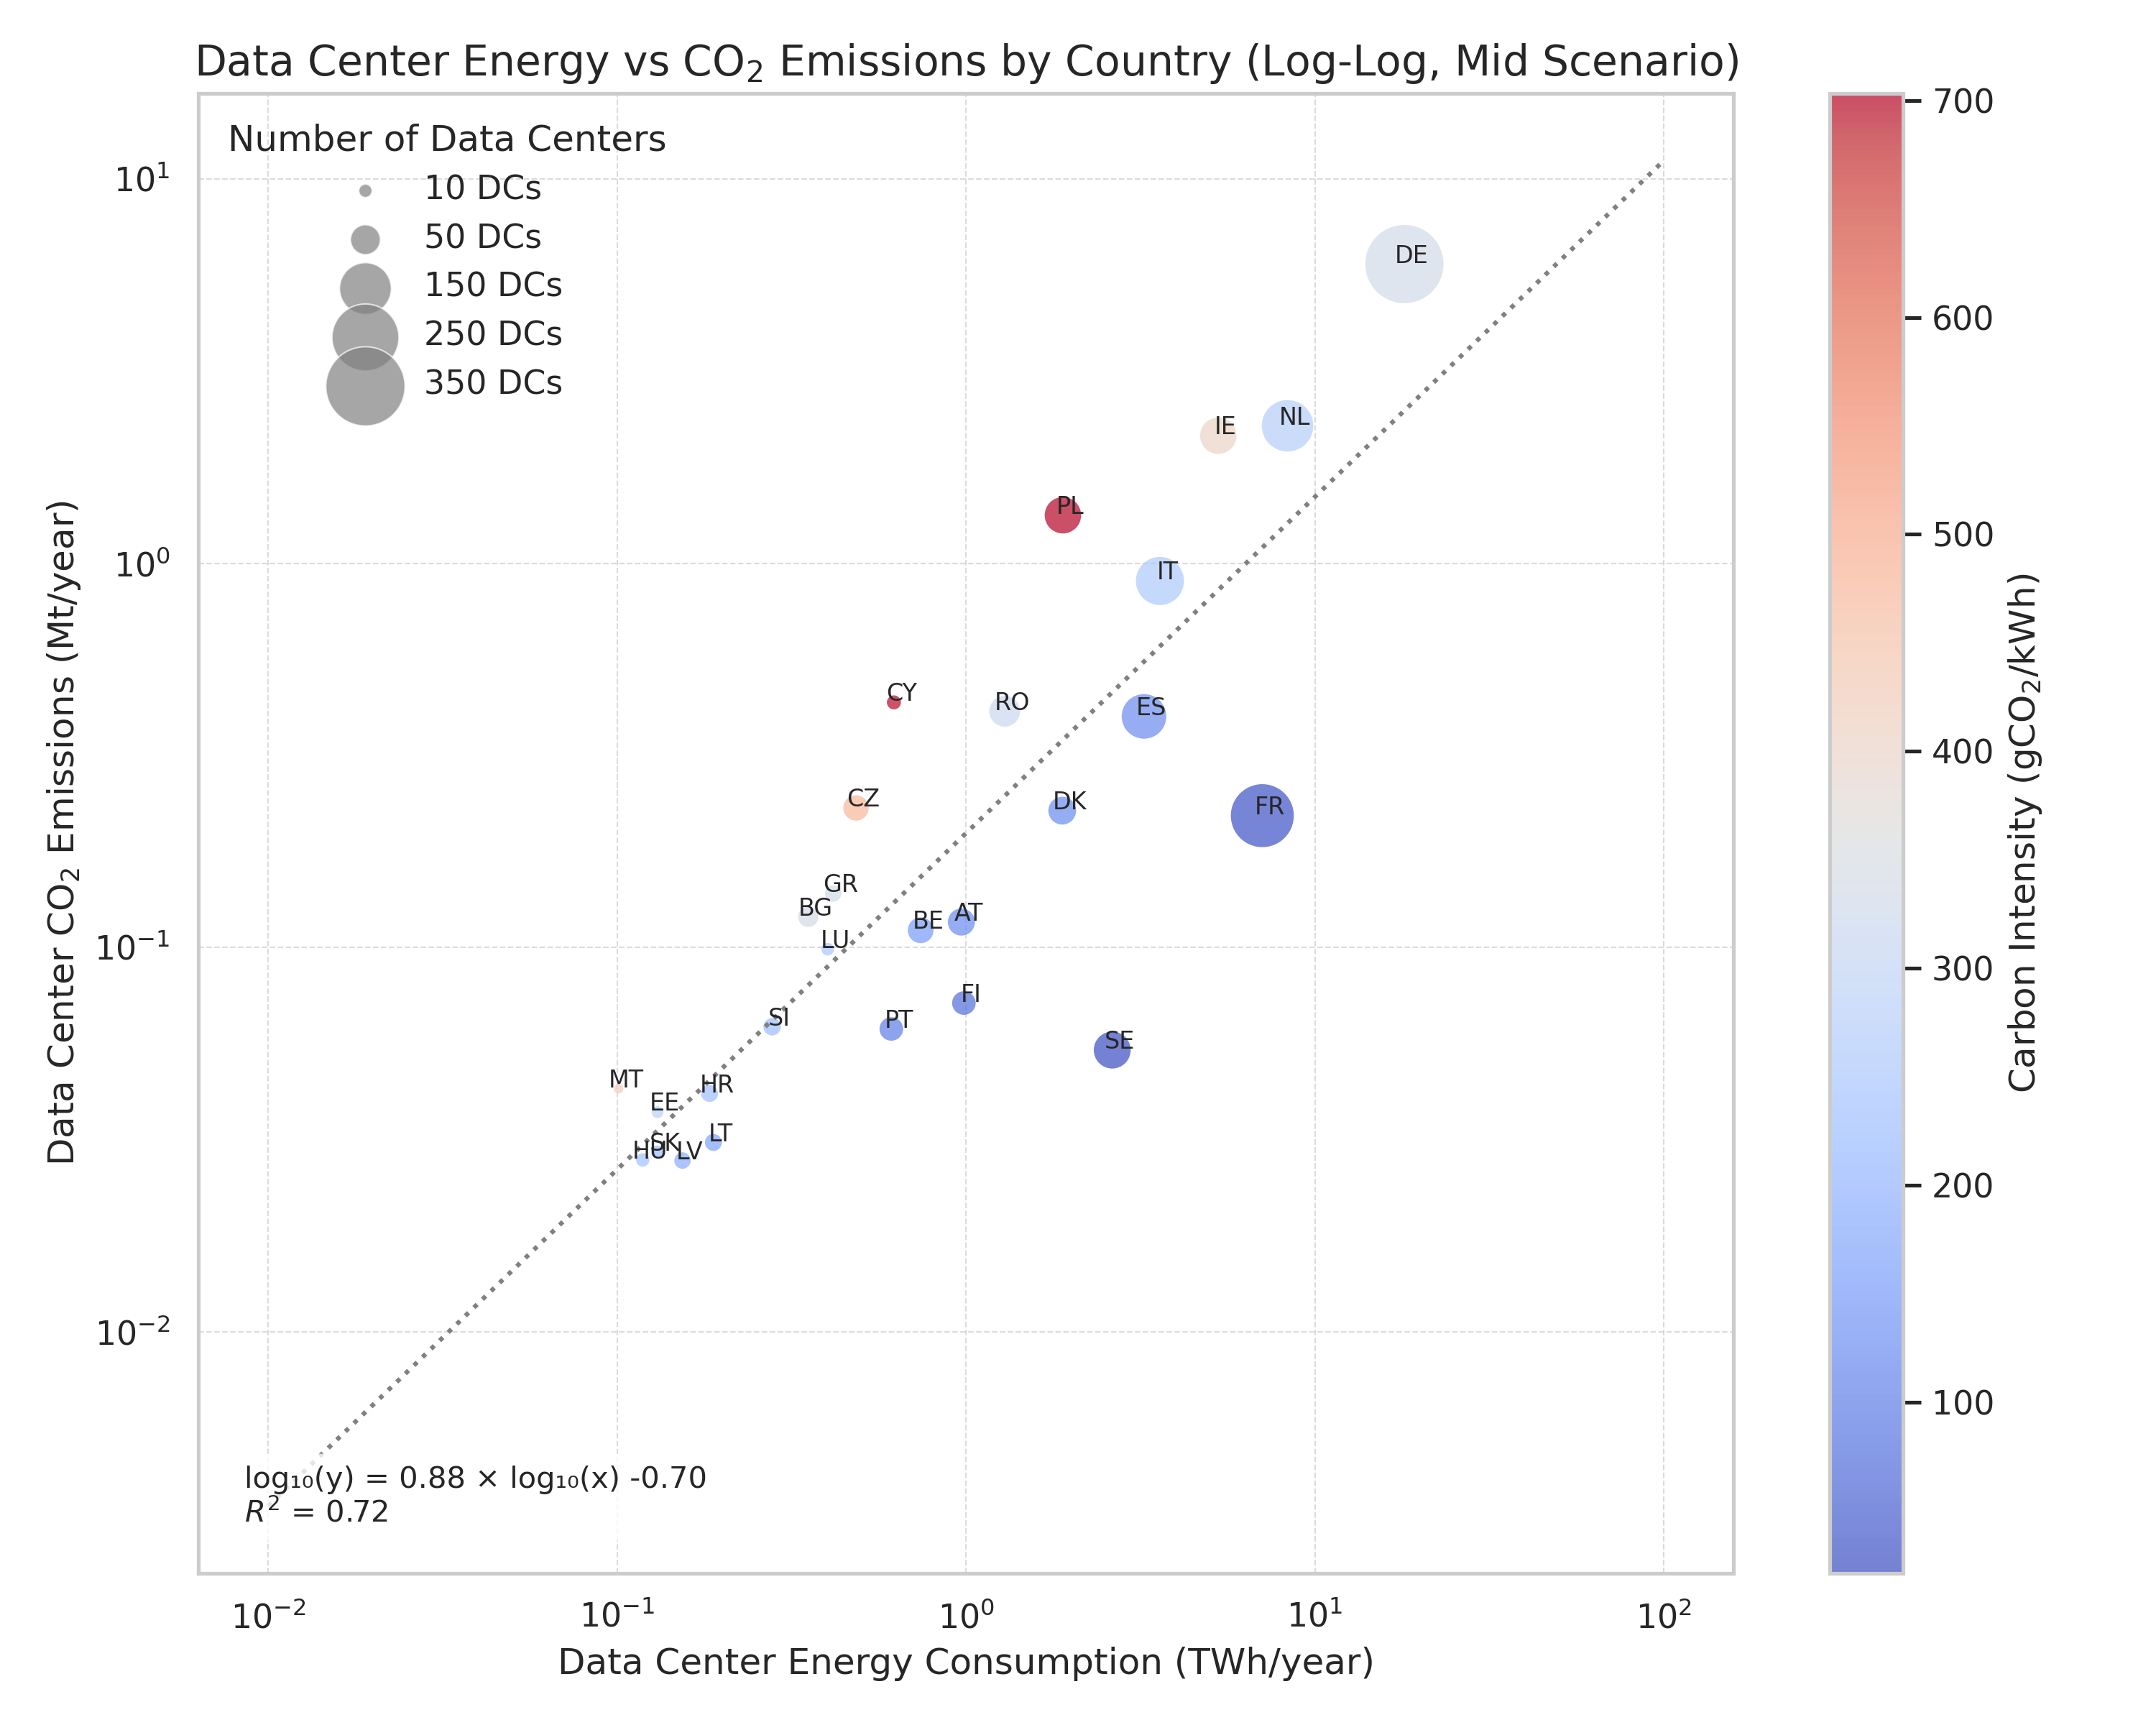 Data Center Energy vs CO₂ Emissions by Country (Log-Log, Mid Scenario)
Number of Data Centers
10 DCs
50 DCs
150 DCs
250 DCs
350 DCs
10¹
10⁰
10⁻¹
10⁻²
Data Center CO₂ Emissions (Mt/year)
DE
NL
IE
PL
IT
CY
RO
ES
CZ
DK
FR
GR
BG
BE
AT
LU
FI
SI
PT
SE
MT
HR
EE
LT
SK
HU
LV
log₁₀(y) = 0.88 × log₁₀(x) -0.70
R² = 0.72
10⁻²
10⁻¹
10⁰
10¹
10²
Data Center Energy Consumption (TWh/year)
700
600
500
400
300
200
100
Carbon Intensity (gCO₂/kWh)